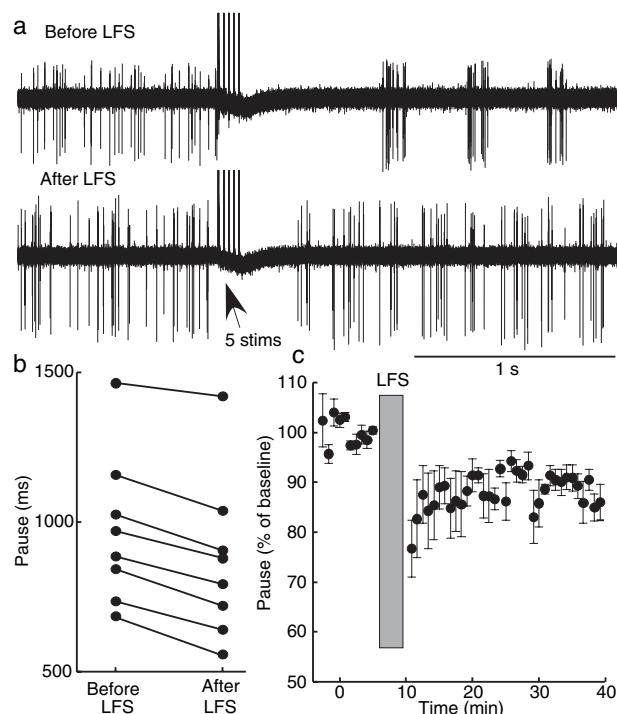 a
Before LFS
After LFS
5 stims
1 s
b
1500
1000
500
Pause (ms)
Before
LFS
After
LFS
c
LFS
110
100
90
80
70
60
50
Pause (% of baseline)
0
10
20
30
40
Time (min)